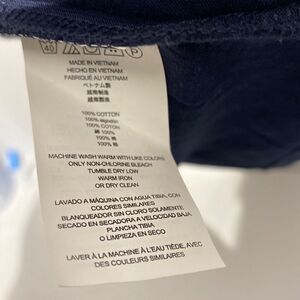 40
MADE IN VIETNAM
HECHO EN VIETNAM
FABRIQUÉ AU VIETNAM
ベトナム製
越南制造
越南製造
100% COTTON
100% algodón
100% COTON
綿 100%
100% 棉
100% 棉
MACHINE WASH WARM WITH LIKE COLORS
ONLY NON-CHLORINE BLEACH
TUMBLE DRY LOW
WARM IRON
OR DRY CLEAN
LAVADO A MÁQUINA CON AGUA TIBIA, CON
COLORES SIMILARES
BLANQUEADOR SIN CLORO SOLAMENTE
SECADO EN SECADORA A VELOCIDAD BAJA
PLANCHA TIBIA
O LIMPIEZA EN SECO
LAVER À LA MACHINE À L'EAU TIÈDE, AVEC
DES COULEURS SIMILAIRES